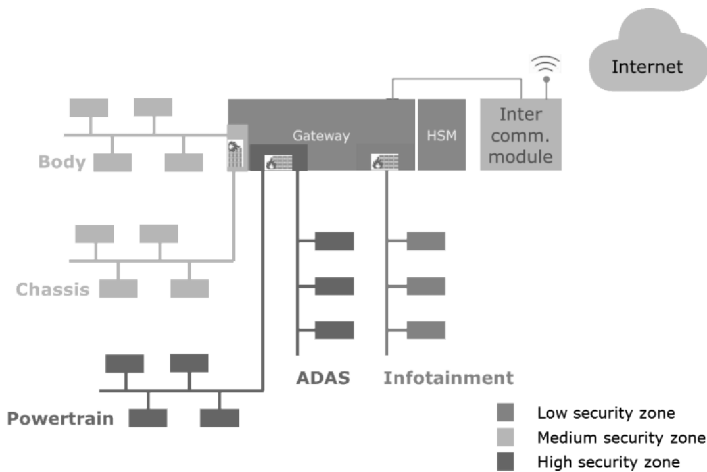 Internet
Inter
comm.
module
Gateway
HSM
Body
Chassis
ADAS
Infotainment
Powertrain
Low security zone
Medium security zone
High security zone